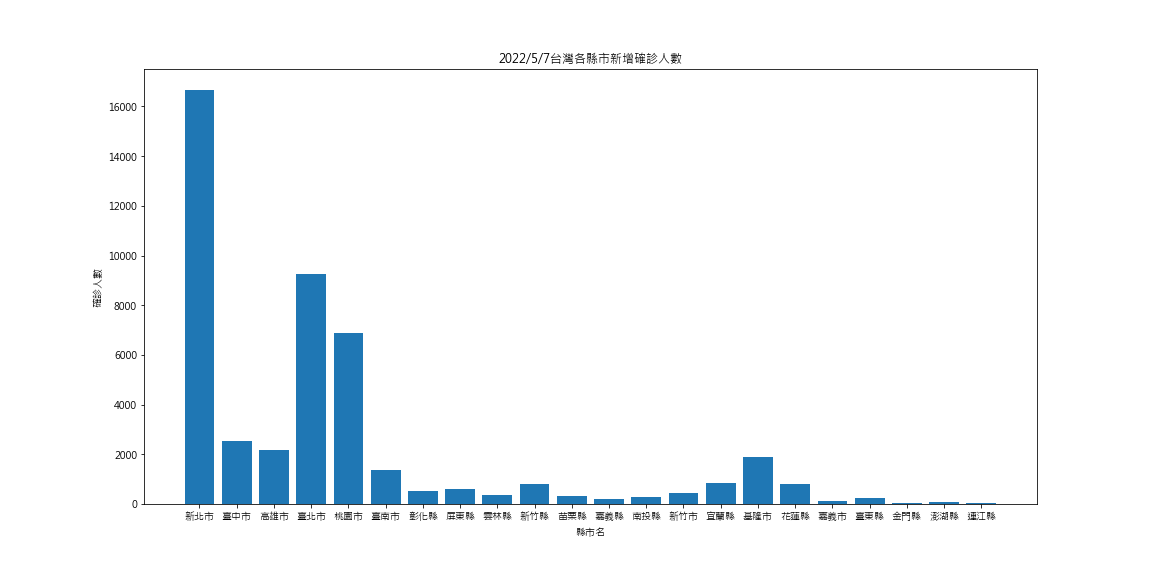 2022/5/7台灣各縣市新增確診人數
確診人數
16000
14000
12000
10000
8000
6000
4000
2000
0
新北市 臺中市 高雄市 臺北市 桃園市 臺南市 彰化縣 屏東縣 雲林縣 新竹縣 苗栗縣 嘉義縣 南投縣 新竹市 宜蘭縣 基隆市 花蓮縣 嘉義市 臺東縣 金門縣 澎湖縣 連江縣
縣市名